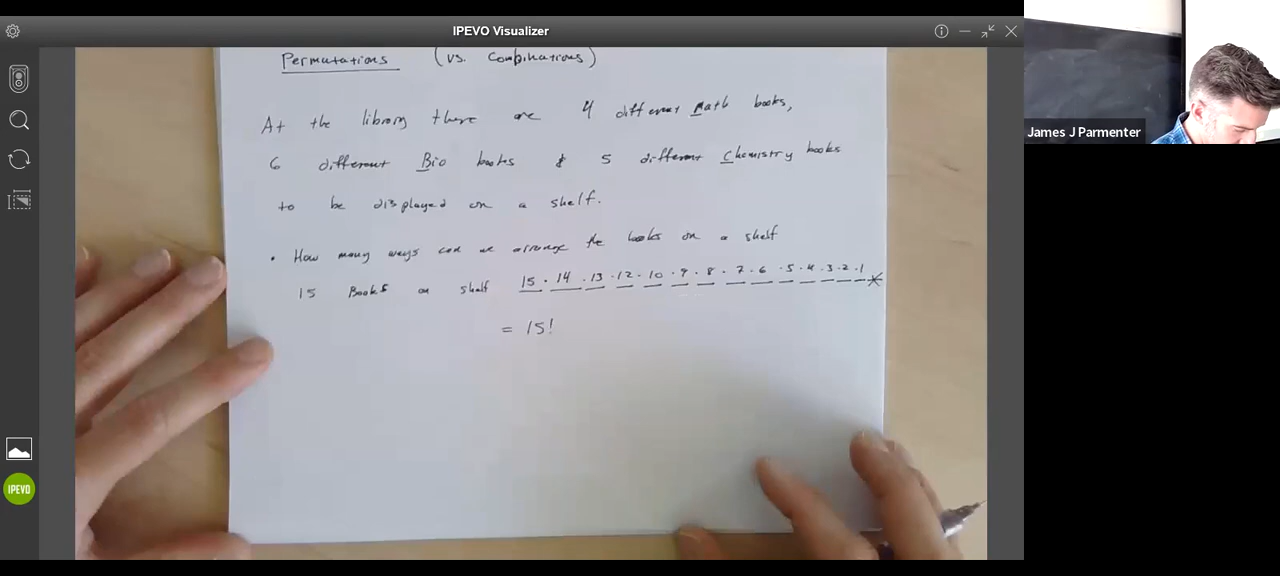 IPEVO Visualizer
Permutations (vs. Combinations)
At the library there are 4 different Math books,
6 different Bio books & 5 different Chemistry books
to be displayed on a shelf.
• How many ways can we arrange the books on a shelf
15 Books on shelf 15 · 14 · 13 · 12 · 10 · 9 · 8 · 7 · 6 · 5 · 4 · 3 · 2 · 1
= 15!
James J Parmenter
IPEVO